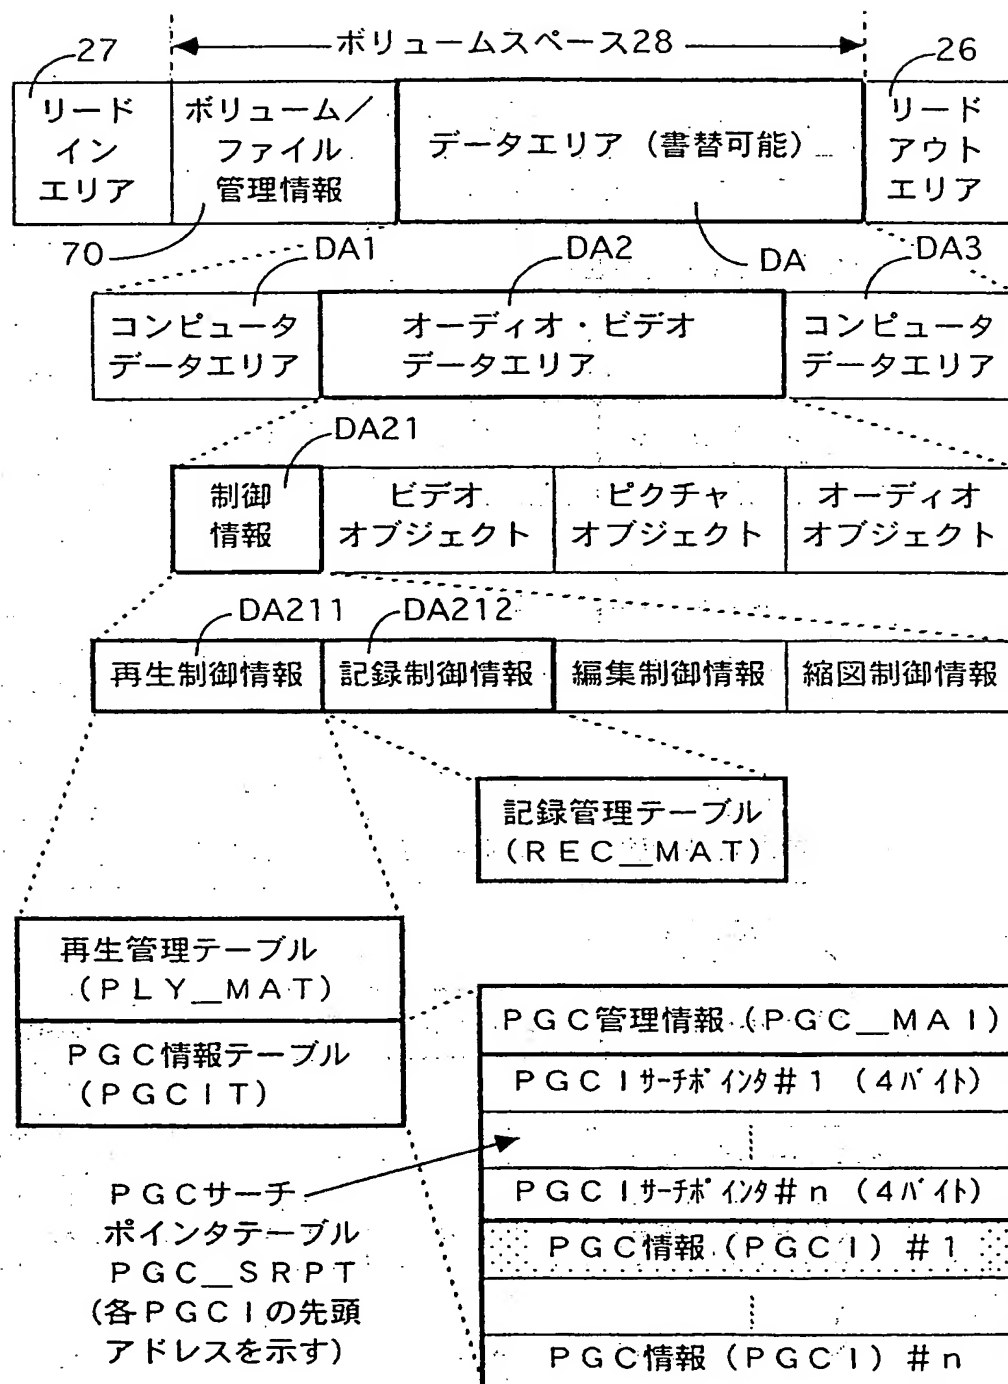 27
ボリュームスペース28
26
リード
イン
エリア
ボリューム/
ファイル
管理情報
データエリア (書替可能)
リード
アウト
エリア
70
DA1
DA2
DA
DA3
コンピュータ
データエリア
オーディオ・ビデオ
データエリア
コンピュータ
データエリア
DA21
制御
情報
ビデオ
オブジェクト
ピクチャ
オブジェクト
オーディオ
オブジェクト
DA211
DA212
再生制御情報
記録制御情報
編集制御情報
縮図制御情報
記録管理テーブル
(REC_MAT)
再生管理テーブル
(PLY_MAT)
PGC情報テーブル
(PGCIT)
PGC管理情報 (PGC_MAI)
PGCIサーチポインタ#1 (4バイト)
PGCIサーチポインタ#n (4バイト)
PGC情報 (PGCI) #1
PGC情報 (PGCI) #n
PGCサーチ
ポインタテーブル
PGC_SRPT
(各PGCIの先頭
アドレスを示す)